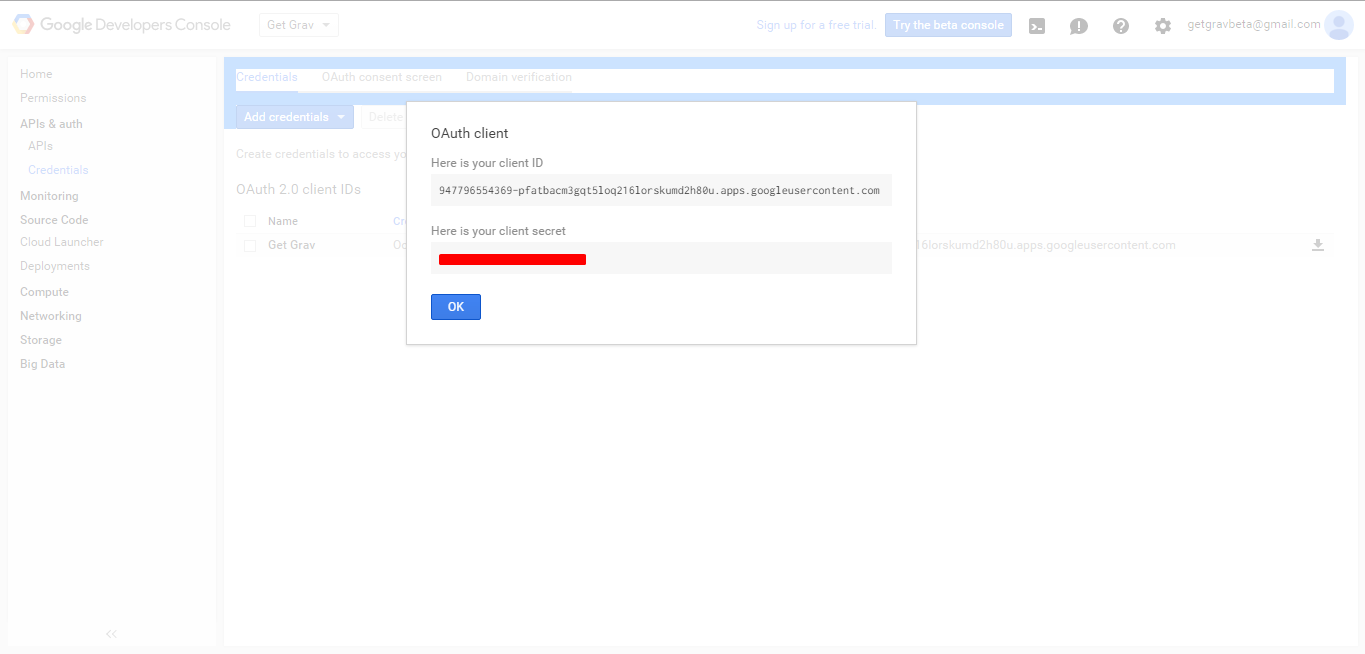 Google Developers Console
Get Grav
Sign up for a free trial.
Try the beta console
getgravbeta@gmail.com
Home
Permissions
APIs & auth
APIs
Credentials
Monitoring
Source Code
Cloud Launcher
Deployments
Compute
Networking
Storage
Big Data
Credentials OAuth consent screen Domain verification
Add credentials Delete
Create credentials to access
OAuth 2.0 client IDs
Name
Get Grav
16lorskumd2h80u.apps.googleusercontent.com
OAuth client
Here is your client ID
947796554369-pfatbacm3gqt5loq216lorskumd2h80u.apps.googleusercontent.com
Here is your client secret
OK